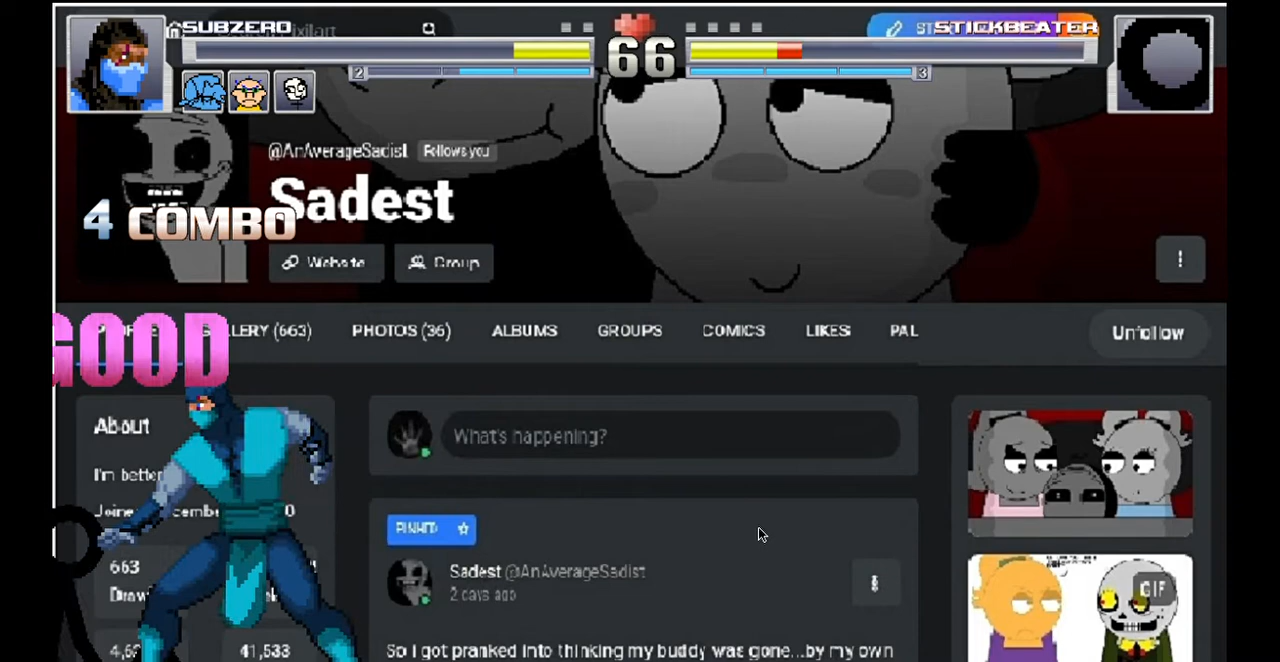 SUBZERO
66
STICKBEATER
2
3
@AnAverageSadist Follows you
Sadest
4 COMBO
Website Group
GOOD
GALLERY (663) PHOTOS (36) ALBUMS GROUPS COMICS LIKES PAL
Unfollow
About
What's happening?
I'm better
PINNED
663
Sadest @AnAverageSadist
2 days ago
GIF
41,533
So I got pranked into thinking my buddy was gone...by my own